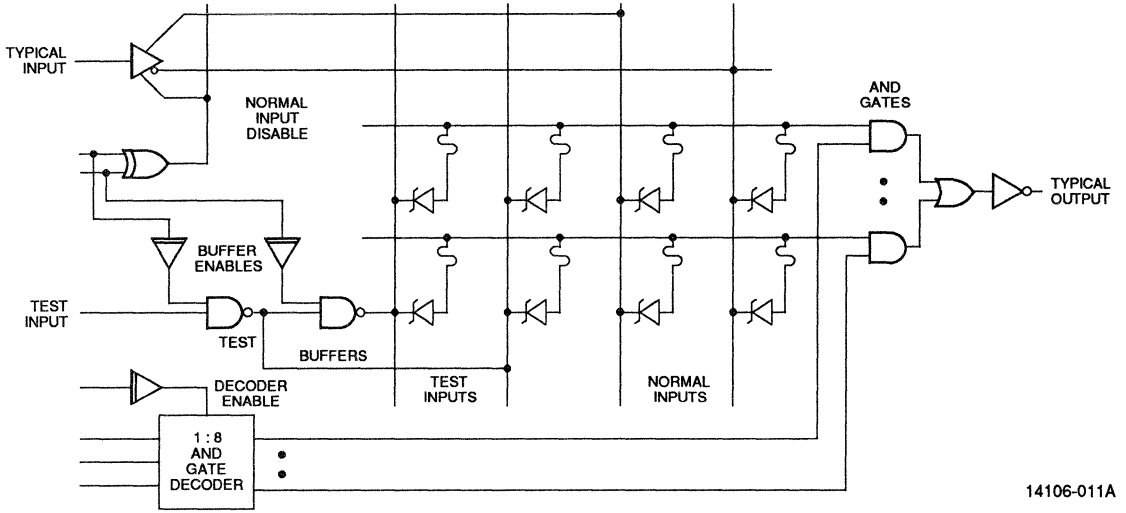 TYPICAL
INPUT
NORMAL
INPUT
DISABLE
AND
GATES
TYPICAL
OUTPUT
BUFFER
ENABLES
TEST
INPUT
TEST
BUFFERS
TEST
INPUTS
NORMAL
INPUTS
DECODER
ENABLE
1 : 8
AND
GATE
DECODER
14106-011A